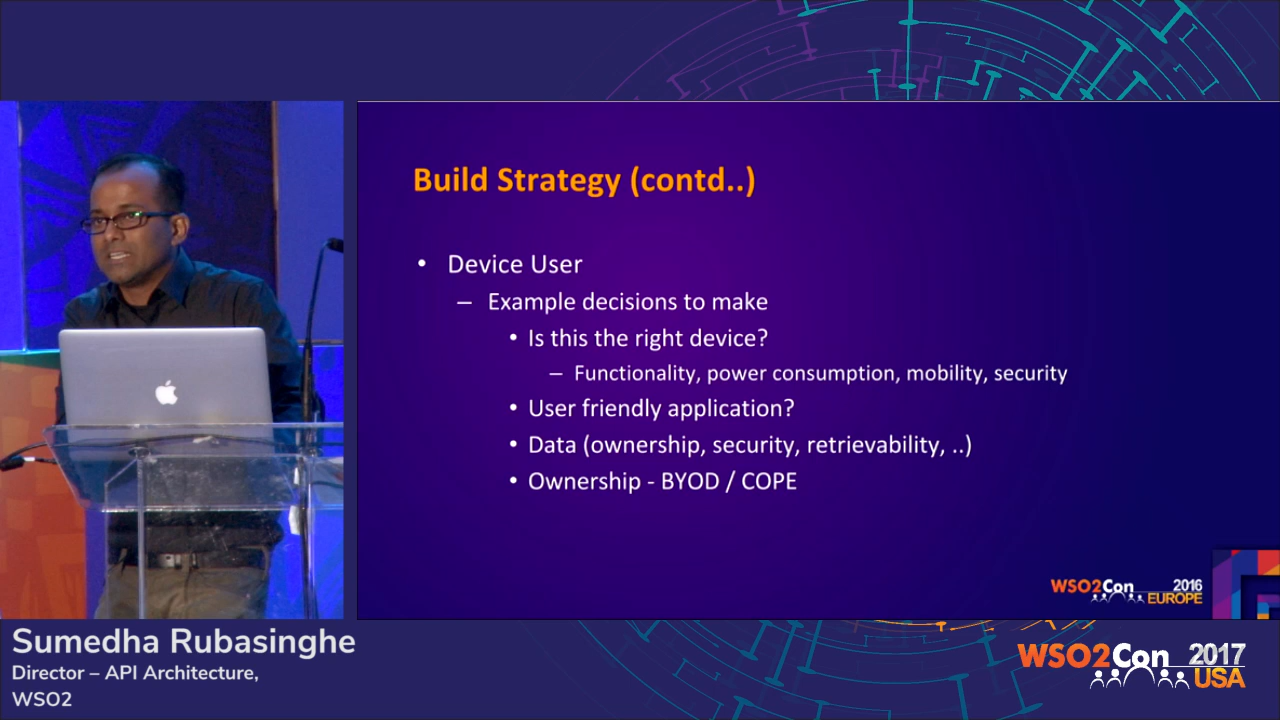 Build Strategy (contd..)
• Device User
– Example decisions to make
• Is this the right device?
– Functionality, power consumption, mobility, security
• User friendly application?
• Data (ownership, security, retrievability, ..)
• Ownership - BYOD / COPE
WSO2Con 2016
EUROPE
Sumedha Rubasinghe
Director – API Architecture,
WSO2
WSO2Con 2017
USA